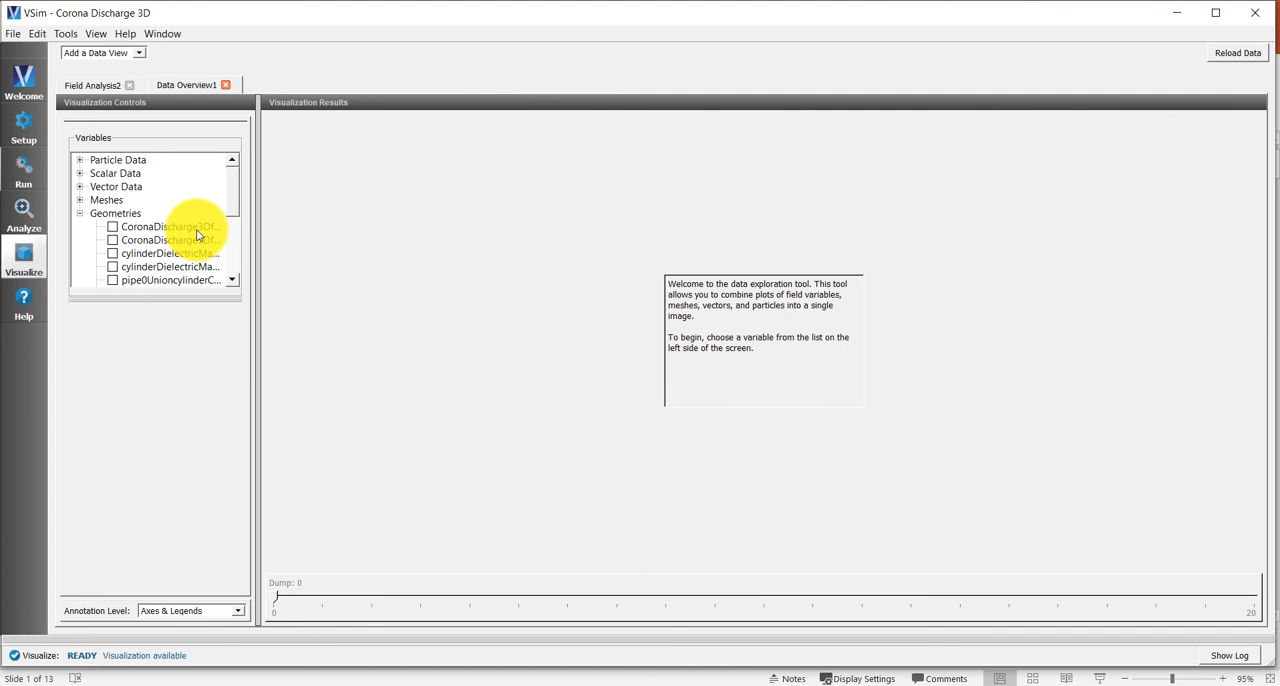 VSim - Corona Discharge 3D
File Edit Tools View Help Window
Add a Data View
Reload Data
Field Analysis2
Data Overview1
Visualization Controls
Visualization Results
Welcome
Setup
Run
Analyze
Visualize
Help
Variables
Particle Data
Scalar Data
Vector Data
Meshes
Geometries
CoronaDischarge3Df...
CoronaDischarge3Df...
cylinderDielectricMa...
cylinderDielectricMa...
pipe0UnioncylinderC...
Welcome to the data exploration tool. This tool
allows you to combine plots of field variables,
meshes, vectors, and particles into a single
image.
To begin, choose a variable from the list on the
left side of the screen.
Dump: 0
0
20
Annotation Level: Axes & Legends
Visualize: READY Visualization available
Show Log
Slide 1 of 13
Notes
Display Settings
Comments
95%